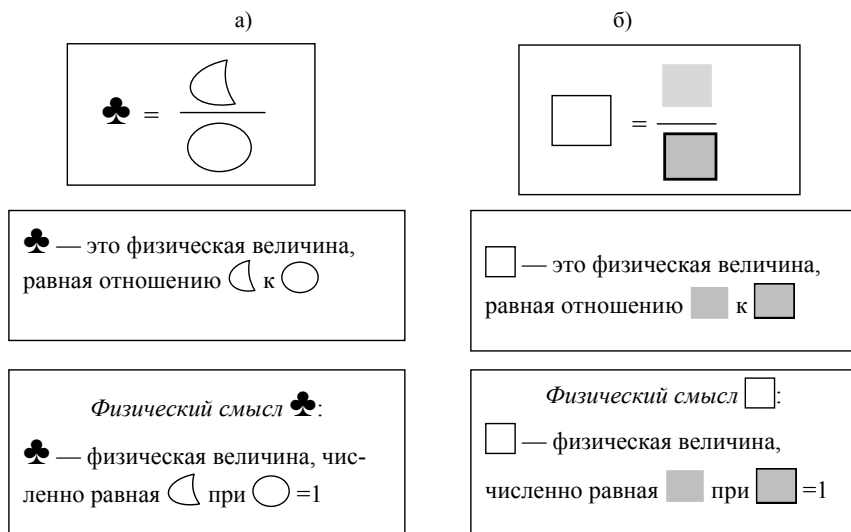 а)
♣ =
♣ — это физическая величина,
равная отношению к
Физический смысл ♣:
♣ — физическая величина, чис-
ленно равная при =1
б)
=
— это физическая величина,
равная отношению к
Физический смысл :
— физическая величина,
численно равная при =1